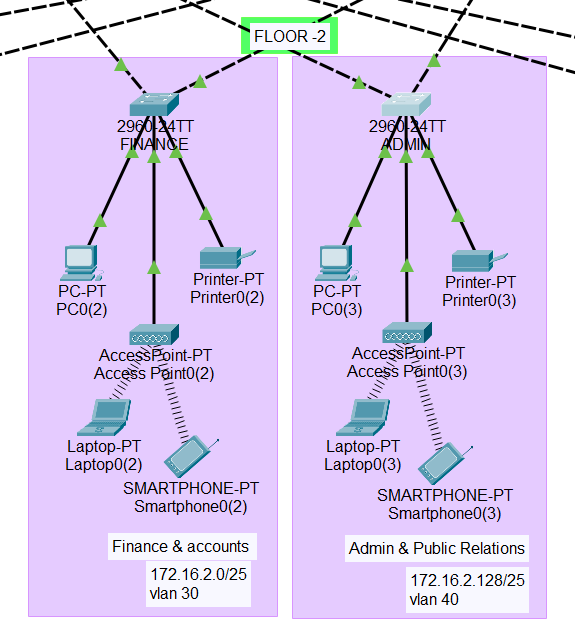 FLOOR -2
2960-24TT
FINANCE
PC-PT
PC0(2)
Printer-PT
Printer0(2)
AccessPoint-PT
Access Point0(2)
Laptop-PT
Laptop0(2)
SMARTPHONE-PT
Smartphone0(2)
Finance & accounts
172.16.2.0/25
vlan 30
2960-24TT
ADMIN
PC-PT
PC0(3)
Printer-PT
Printer0(3)
AccessPoint-PT
Access Point0(3)
Laptop-PT
Laptop0(3)
SMARTPHONE-PT
Smartphone0(3)
Admin & Public Relations
172.16.2.128/25
vlan 40